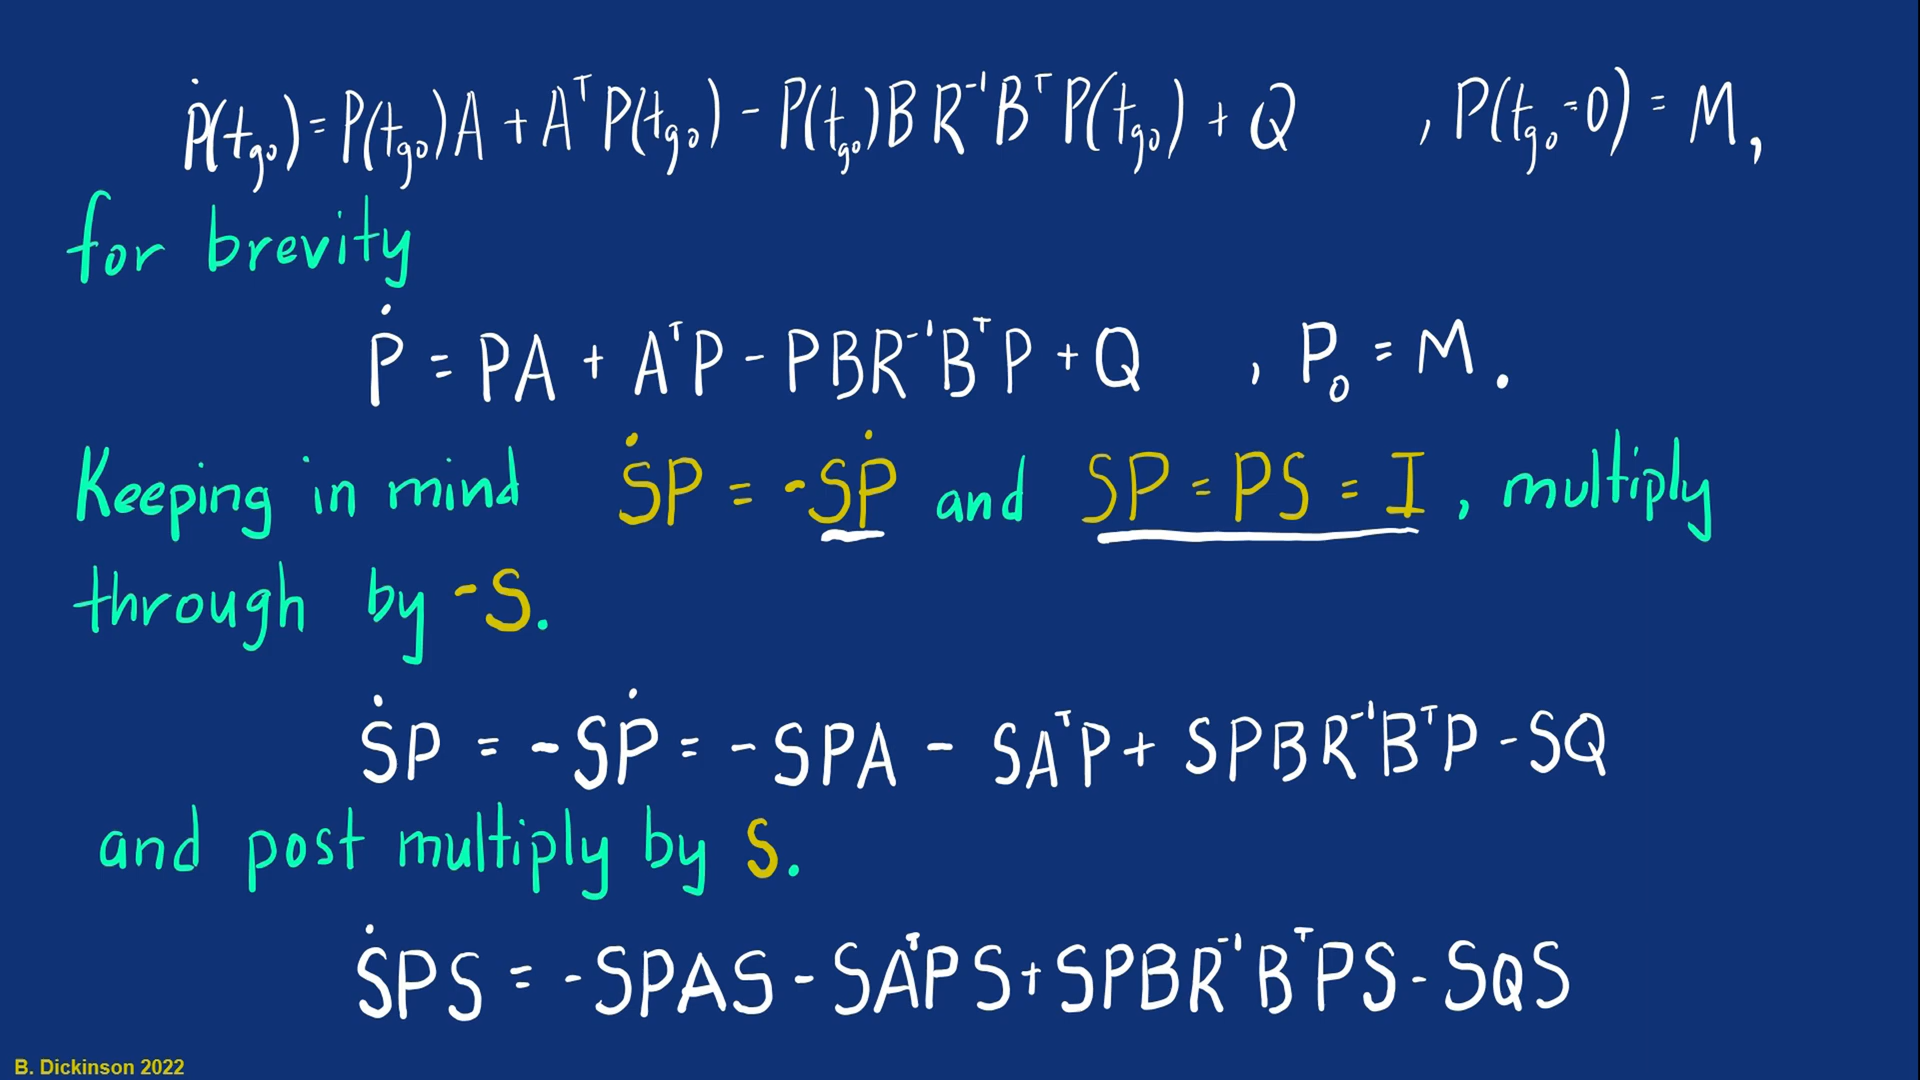 Ṗ(t_go) = P(t_go)A + AᵀP(t_go) - P(t_go)BR⁻¹BᵀP(t_go) + Q , P(t_go = 0) = M,
for brevity
Ṗ = PA + AᵀP - PBR⁻¹BᵀP + Q , P₀ = M.
Keeping in mind ṠP = -SṖ and SP = PS = I, multiply
through by -S.
ṠP = -SṖ = -SPA - SAᵀP + SPBR⁻¹BᵀP - SQ
and post multiply by S.
ṠPS = -SPAS - SAᵀPS + SPBR⁻¹BᵀPS - SQS
B. Dickinson 2022